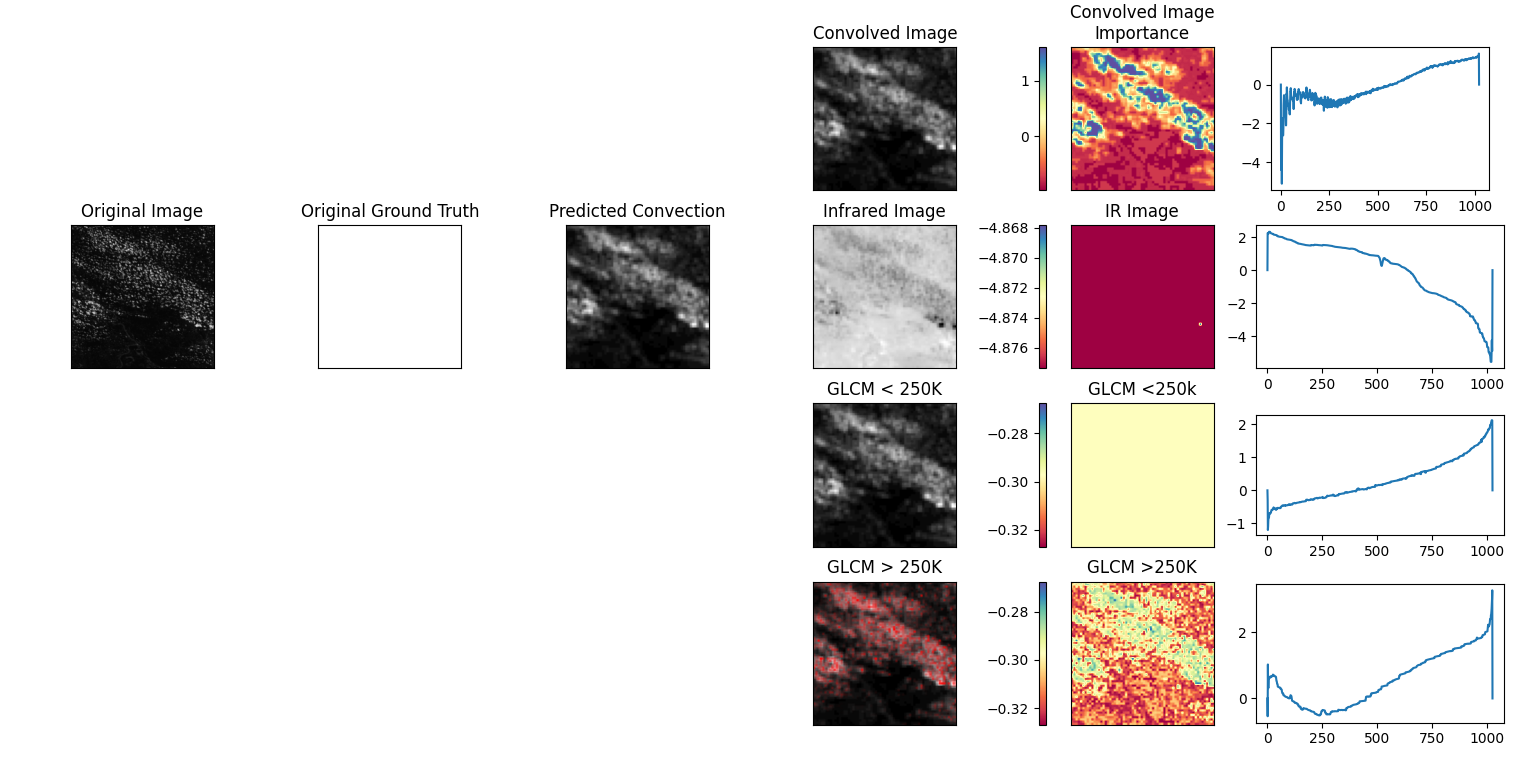 Convolved Image
Convolved Image
Importance
1
0
0
−2
−4
0 250 500 750 1000
Original Image
Original Ground Truth
Predicted Convection
Infrared Image
−4.868
−4.870
−4.872
−4.874
−4.876
IR Image
2
0
−2
−4
0 250 500 750 1000
GLCM < 250K
−0.28
−0.30
−0.32
GLCM <250k
2
1
0
−1
0 250 500 750 1000
GLCM > 250K
−0.28
−0.30
−0.32
GLCM >250K
2
0
0 250 500 750 1000